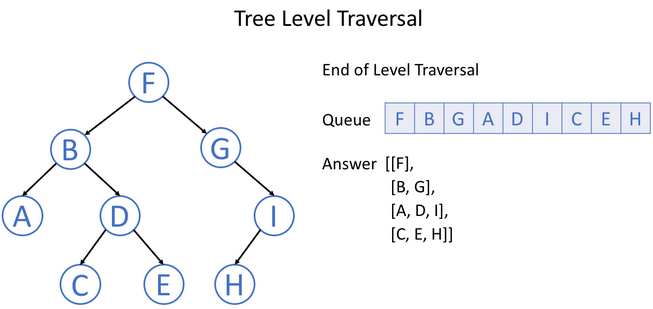 Tree Level Traversal
F
B
G
A
D
I
C
E
H
End of Level Traversal
Queue F B G A D I C E H
Answer [[F],
[B, G],
[A, D, I],
[C, E, H]]